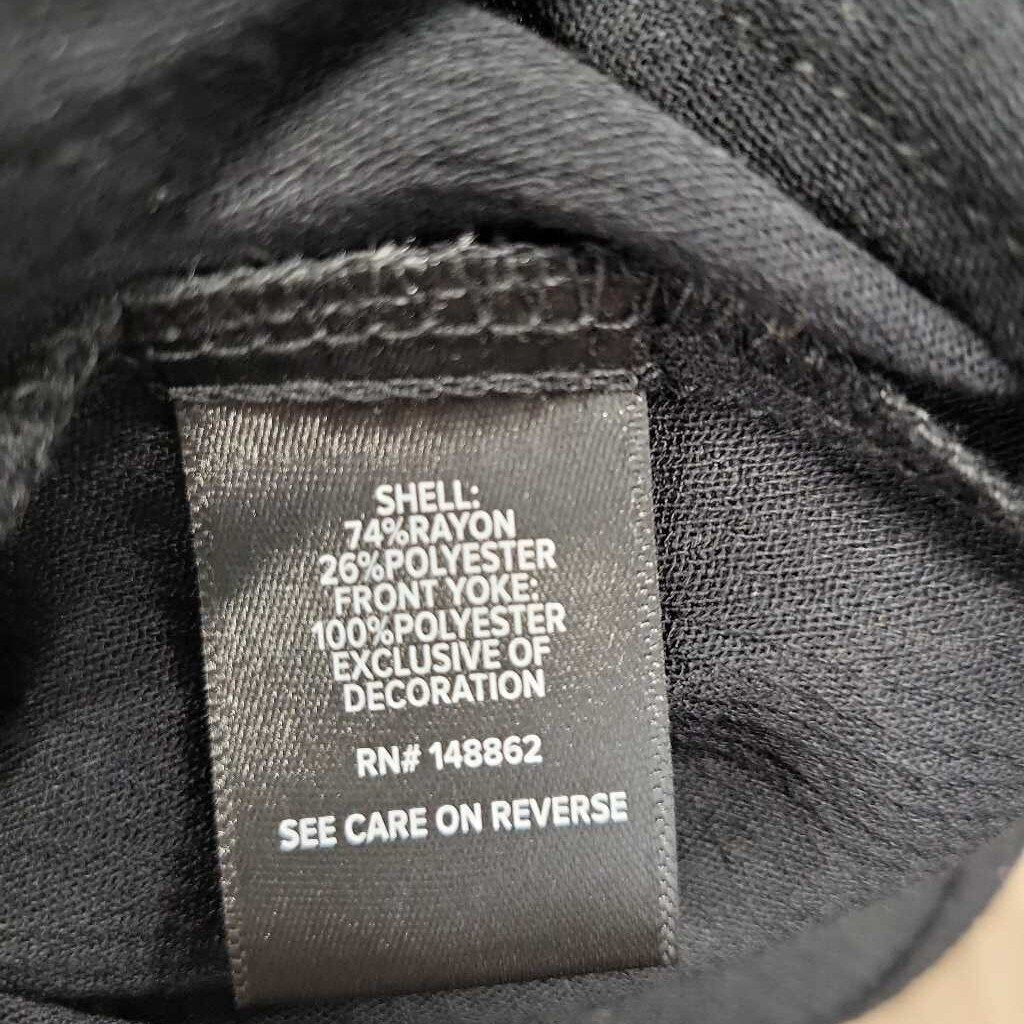 SHELL:
74%RAYON
26%POLYESTER
FRONT YOKE:
100%POLYESTER
EXCLUSIVE OF
DECORATION
RN# 148862
SEE CARE ON REVERSE